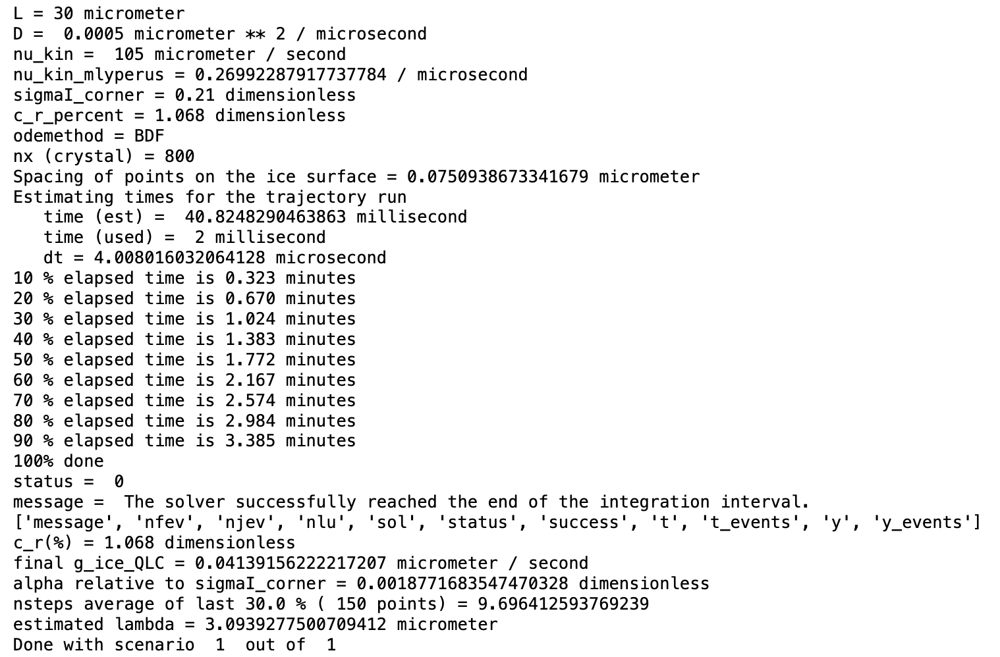 L = 30 micrometer
D =  0.0005 micrometer ** 2 / microsecond
nu_kin =  105 micrometer / second
nu_kin_mlyperus = 0.26992287917737784 / microsecond
sigmaI_corner = 0.21 dimensionless
c_r_percent = 1.068 dimensionless
odemethod = BDF
nx (crystal) = 800
Spacing of points on the ice surface = 0.0750938673341679 micrometer
Estimating times for the trajectory run
   time (est) =  40.8248290463863 millisecond
   time (used) =  2 millisecond
   dt = 4.008016032064128 microsecond
10 % elapsed time is 0.323 minutes
20 % elapsed time is 0.670 minutes
30 % elapsed time is 1.024 minutes
40 % elapsed time is 1.383 minutes
50 % elapsed time is 1.772 minutes
60 % elapsed time is 2.167 minutes
70 % elapsed time is 2.574 minutes
80 % elapsed time is 2.984 minutes
90 % elapsed time is 3.385 minutes
100% done
status =  0
message =  The solver successfully reached the end of the integration interval.
['message', 'nfev', 'njev', 'nlu', 'sol', 'status', 'success', 't', 't_events', 'y', 'y_events']
c_r(%) = 1.068 dimensionless
final g_ice_QLC = 0.04139156222217207 micrometer / second
alpha relative to sigmaI_corner = 0.0018771683547470328 dimensionless
nsteps average of last 30.0 % ( 150 points) = 9.696412593769239
estimated lambda = 3.0939277500709412 micrometer
Done with scenario  1  out of  1